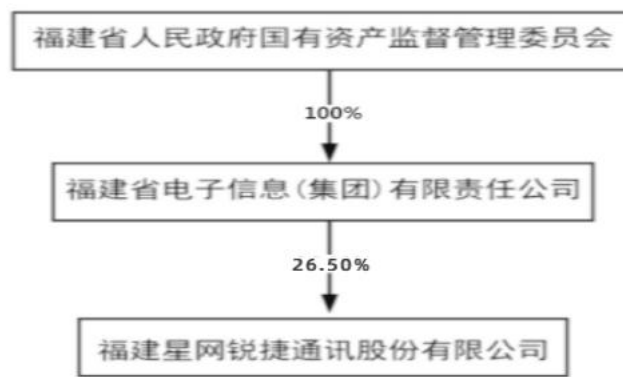 福建省人民政府国有资产监督管理委员会
100%
福建省电子信息(集团)有限责任公司
26.50%
福建星网锐捷通讯股份有限公司